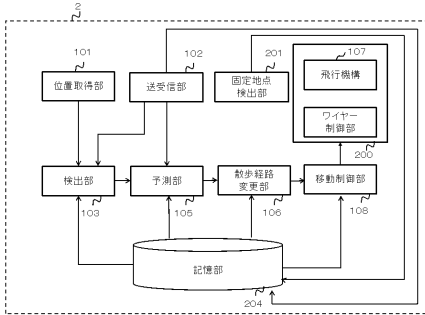 2
101
102
201
107
位置取得部
送受信部
固定地点
検出部
飛行機構
ワイヤー
制御部
200
検出部
予測部
散歩経路
変更部
移動制御部
103
105
106
108
記憶部
204